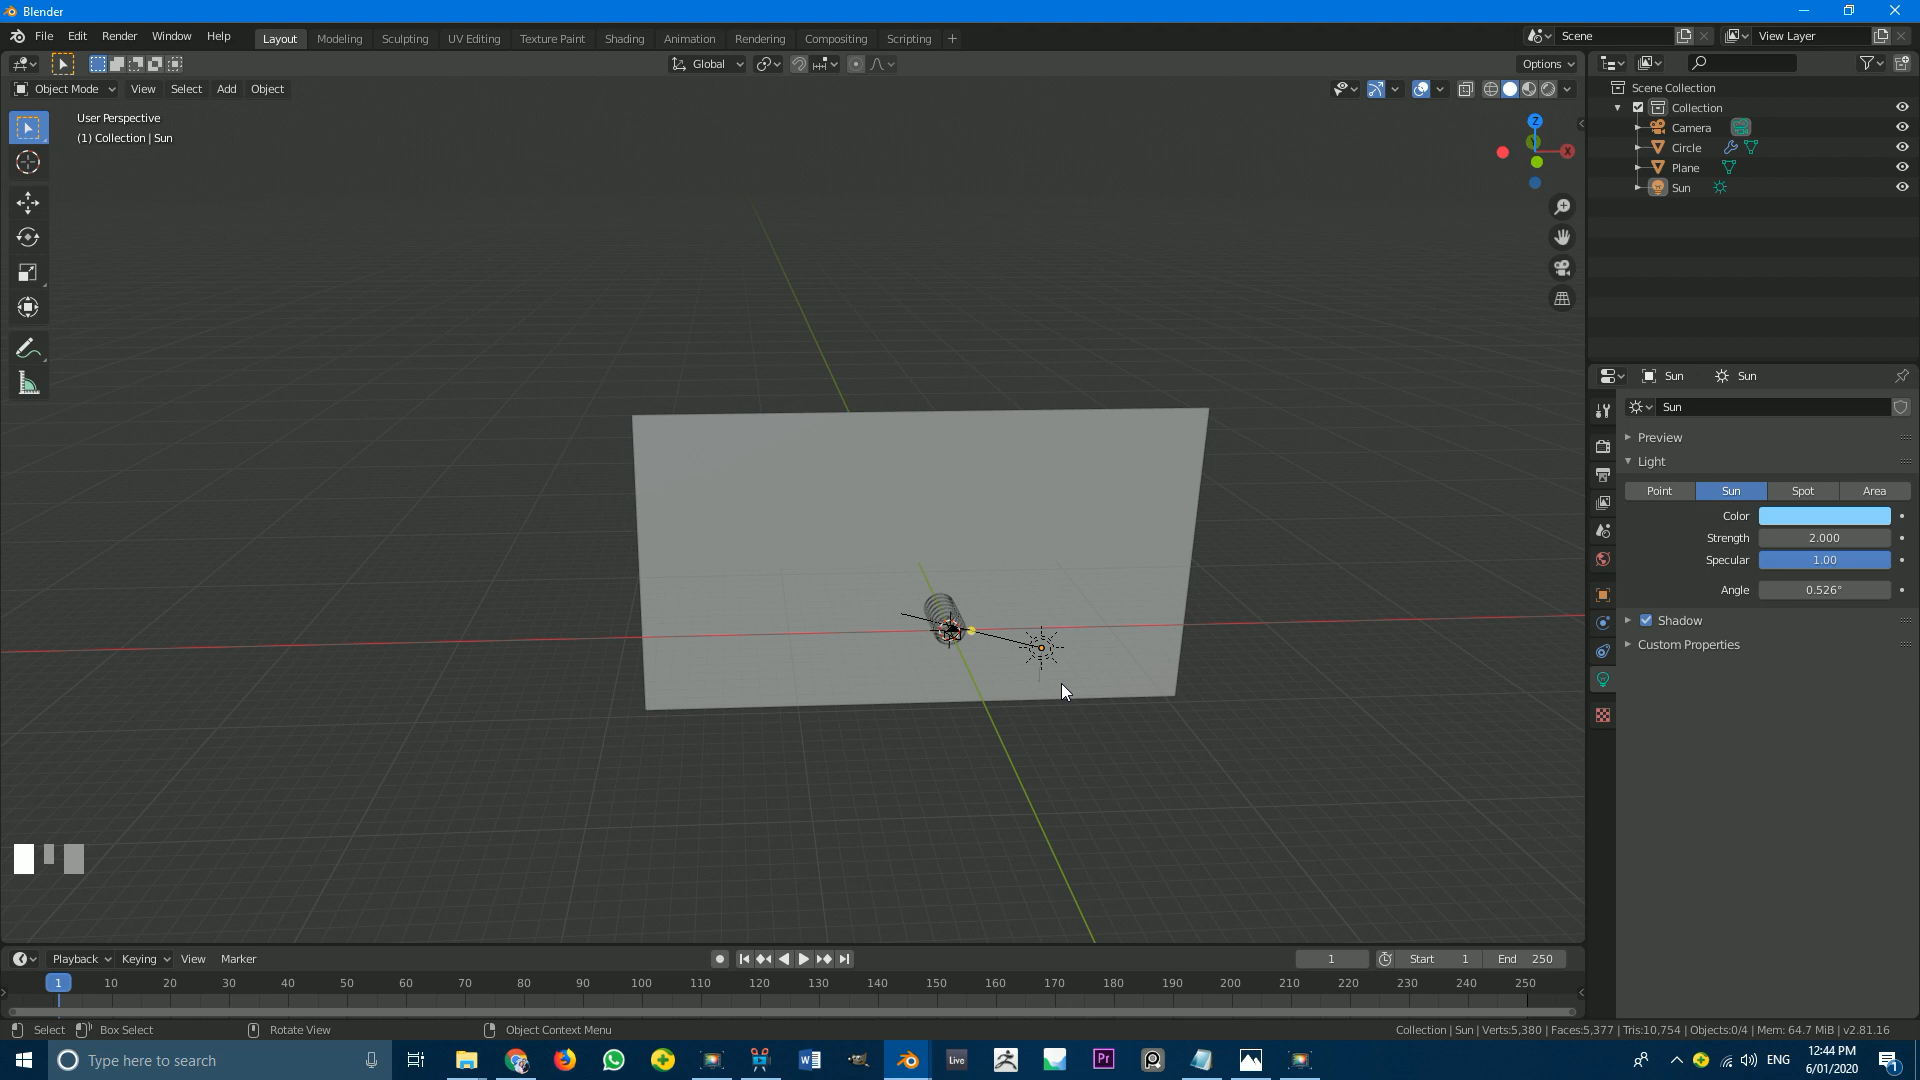 Blender
File Edit Render Window Help
Layout Modeling Sculpting UV Editing Texture Paint Shading Animation Rendering Compositing Scripting
Scene
View Layer
Global
Options
Object Mode View Select Add Object
User Perspective
(1) Collection | Sun
Z
X
Scene Collection
Collection
Camera
Circle
Plane
Sun
Sun
Sun
Sun
Preview
Light
Point Sun Spot Area
Color
Strength 2.000
Specular 1.00
Angle 0.526°
Shadow
Custom Properties
Playback Keying View Marker
1
Start 1
End 250
1 10 20 30 40 50 60 70 80 90 100 110 120 130 140 150 160 170 180 190 200 210 220 230 240 250
Select
Box Select
Rotate View
Object Context Menu
Collection | Sun | Verts:5,380 | Faces:5,377 | Tris:10,754 | Objects:0/4 | Mem: 64.7 MiB | v2.81.16
Type here to search
W
Live
Pr
ENG
12:44 PM
6/01/2020
1